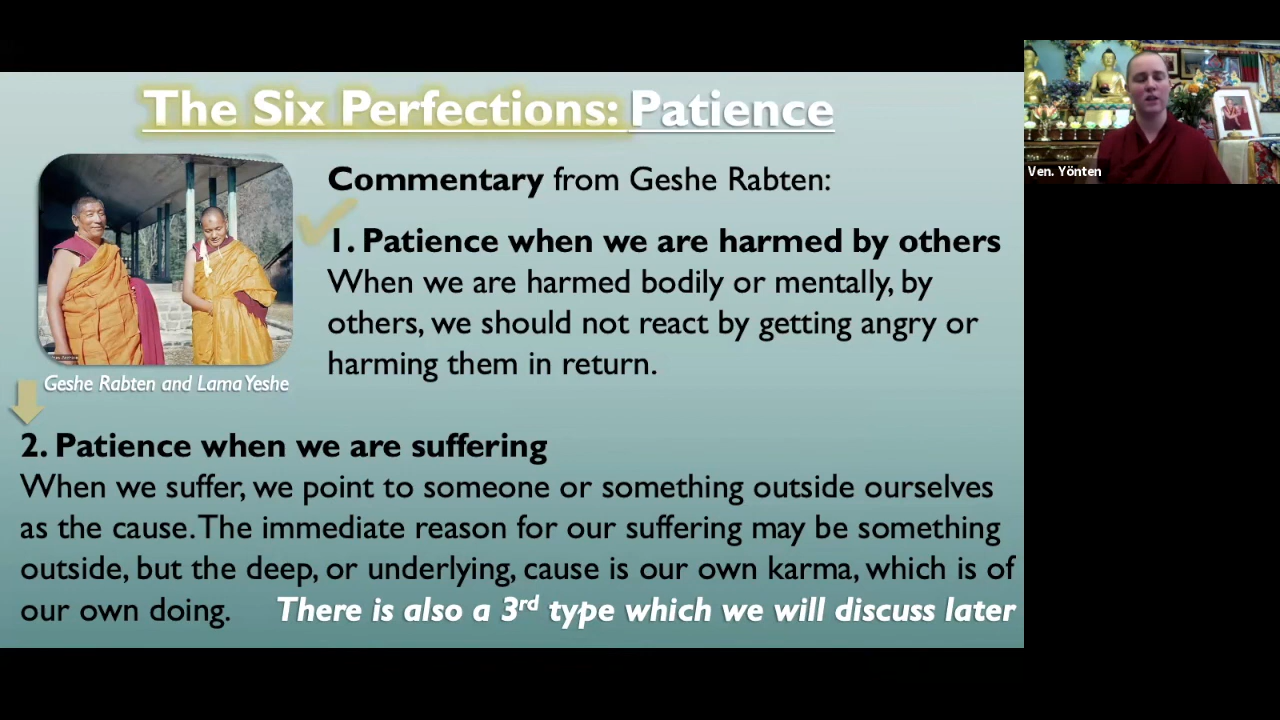 The Six Perfections: Patience
Commentary from Geshe Rabten:
1. Patience when we are harmed by others
When we are harmed bodily or mentally, by
others, we should not react by getting angry or
harming them in return.
Geshe Rabten and Lama Yeshe
2. Patience when we are suffering
When we suffer, we point to someone or something outside ourselves
as the cause. The immediate reason for our suffering may be something
outside, but the deep, or underlying, cause is our own karma, which is of
our own doing. There is also a 3rd type which we will discuss later
Ven. Yönten